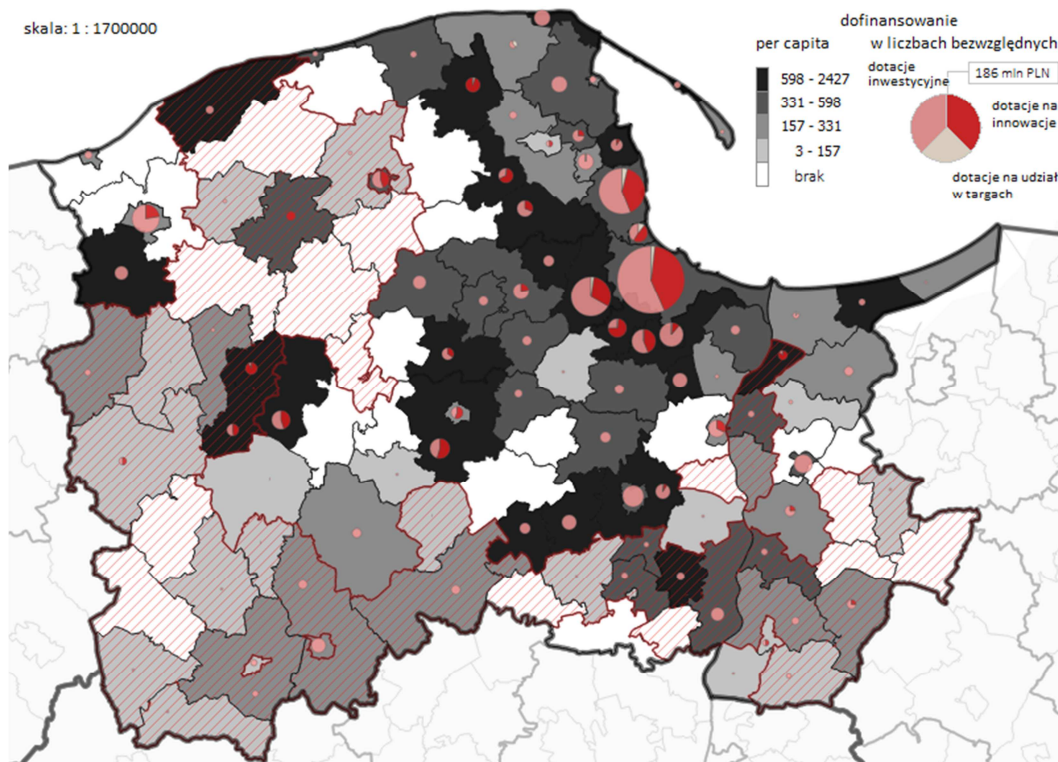 skala: 1 : 1700000
dofinansowanie
per capita
w liczbach bezwzględnych
598 - 2427
331 - 598
157 - 331
3 - 157
brak
dotacje
inwestycyjne
186 mln PLN
dotacje na
innowacje
dotacje na udział
w targach